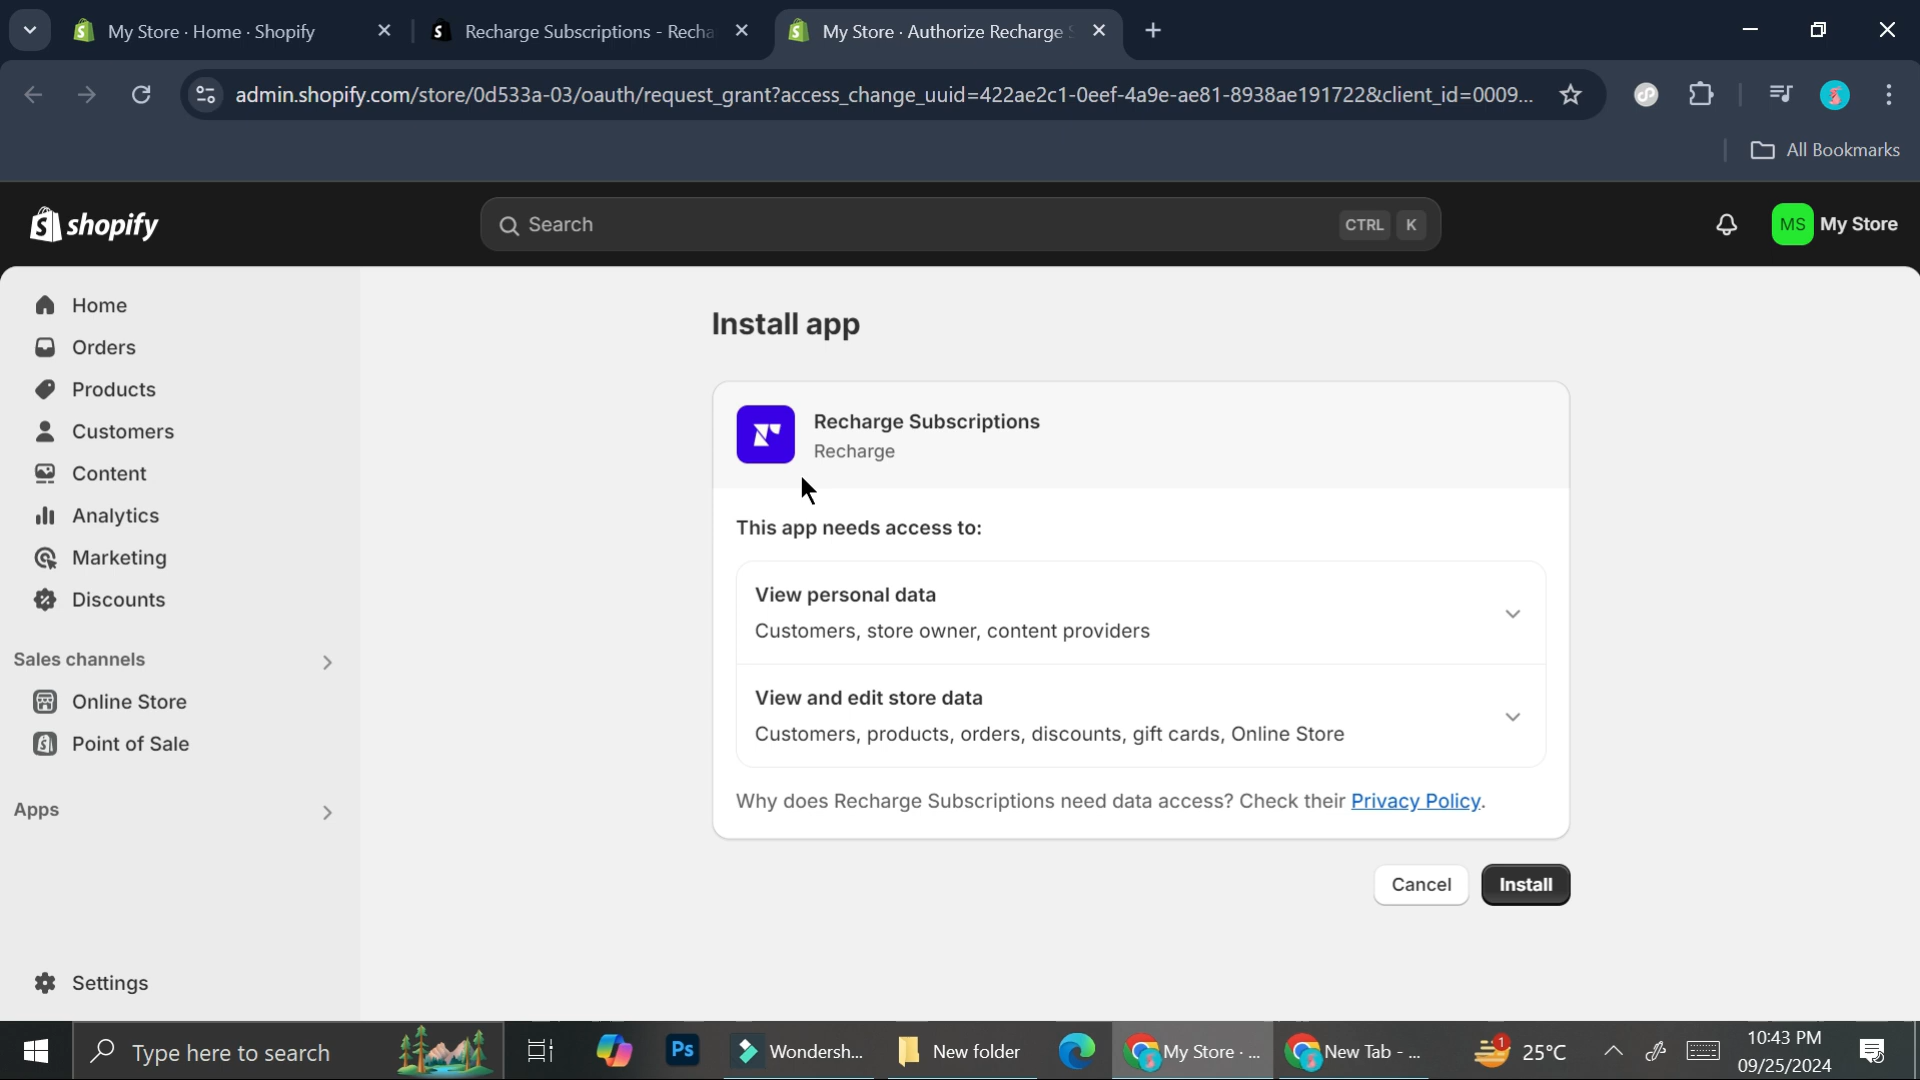 My Store · Home · Shopify
Recharge Subscriptions - Recha
My Store · Authorize Recharge S
admin.shopify.com/store/0d533a-03/oauth/request_grant?access_change_uuid=422ae2c1-0eef-4a9e-ae81-8938ae191722&client_id=0009...
All Bookmarks
shopify
Search
CTRL K
MS My Store
Home
Orders
Products
Customers
Content
Analytics
Marketing
Discounts
Sales channels
Online Store
Point of Sale
Apps
Settings
Install app
Recharge Subscriptions
Recharge
This app needs access to:
View personal data
Customers, store owner, content providers
View and edit store data
Customers, products, orders, discounts, gift cards, Online Store
Why does Recharge Subscriptions need data access? Check their Privacy Policy.
Cancel
Install
Type here to search
Ps
Wondersh...
New folder
My Store · ...
New Tab - ...
1
25°C
10:43 PM
09/25/2024